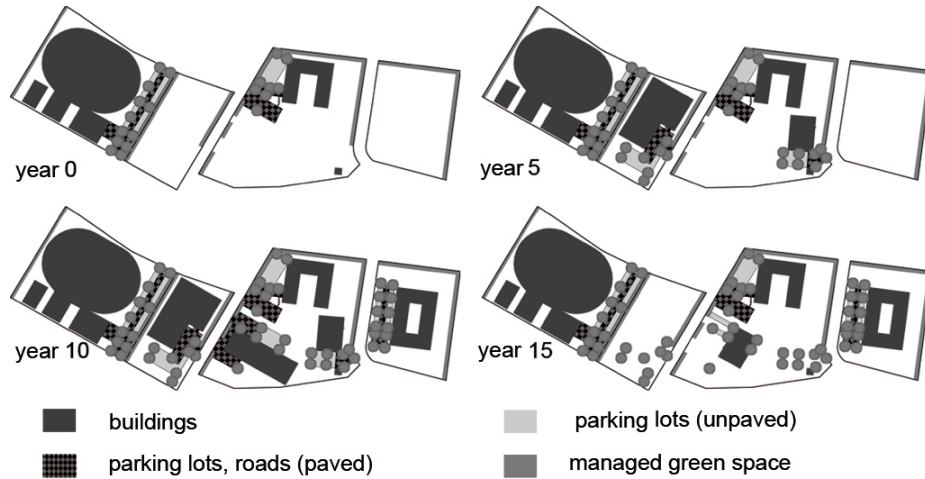 year 0
year 5
year 10
year 15
buildings
parking lots (unpaved)
parking lots, roads (paved)
managed green space